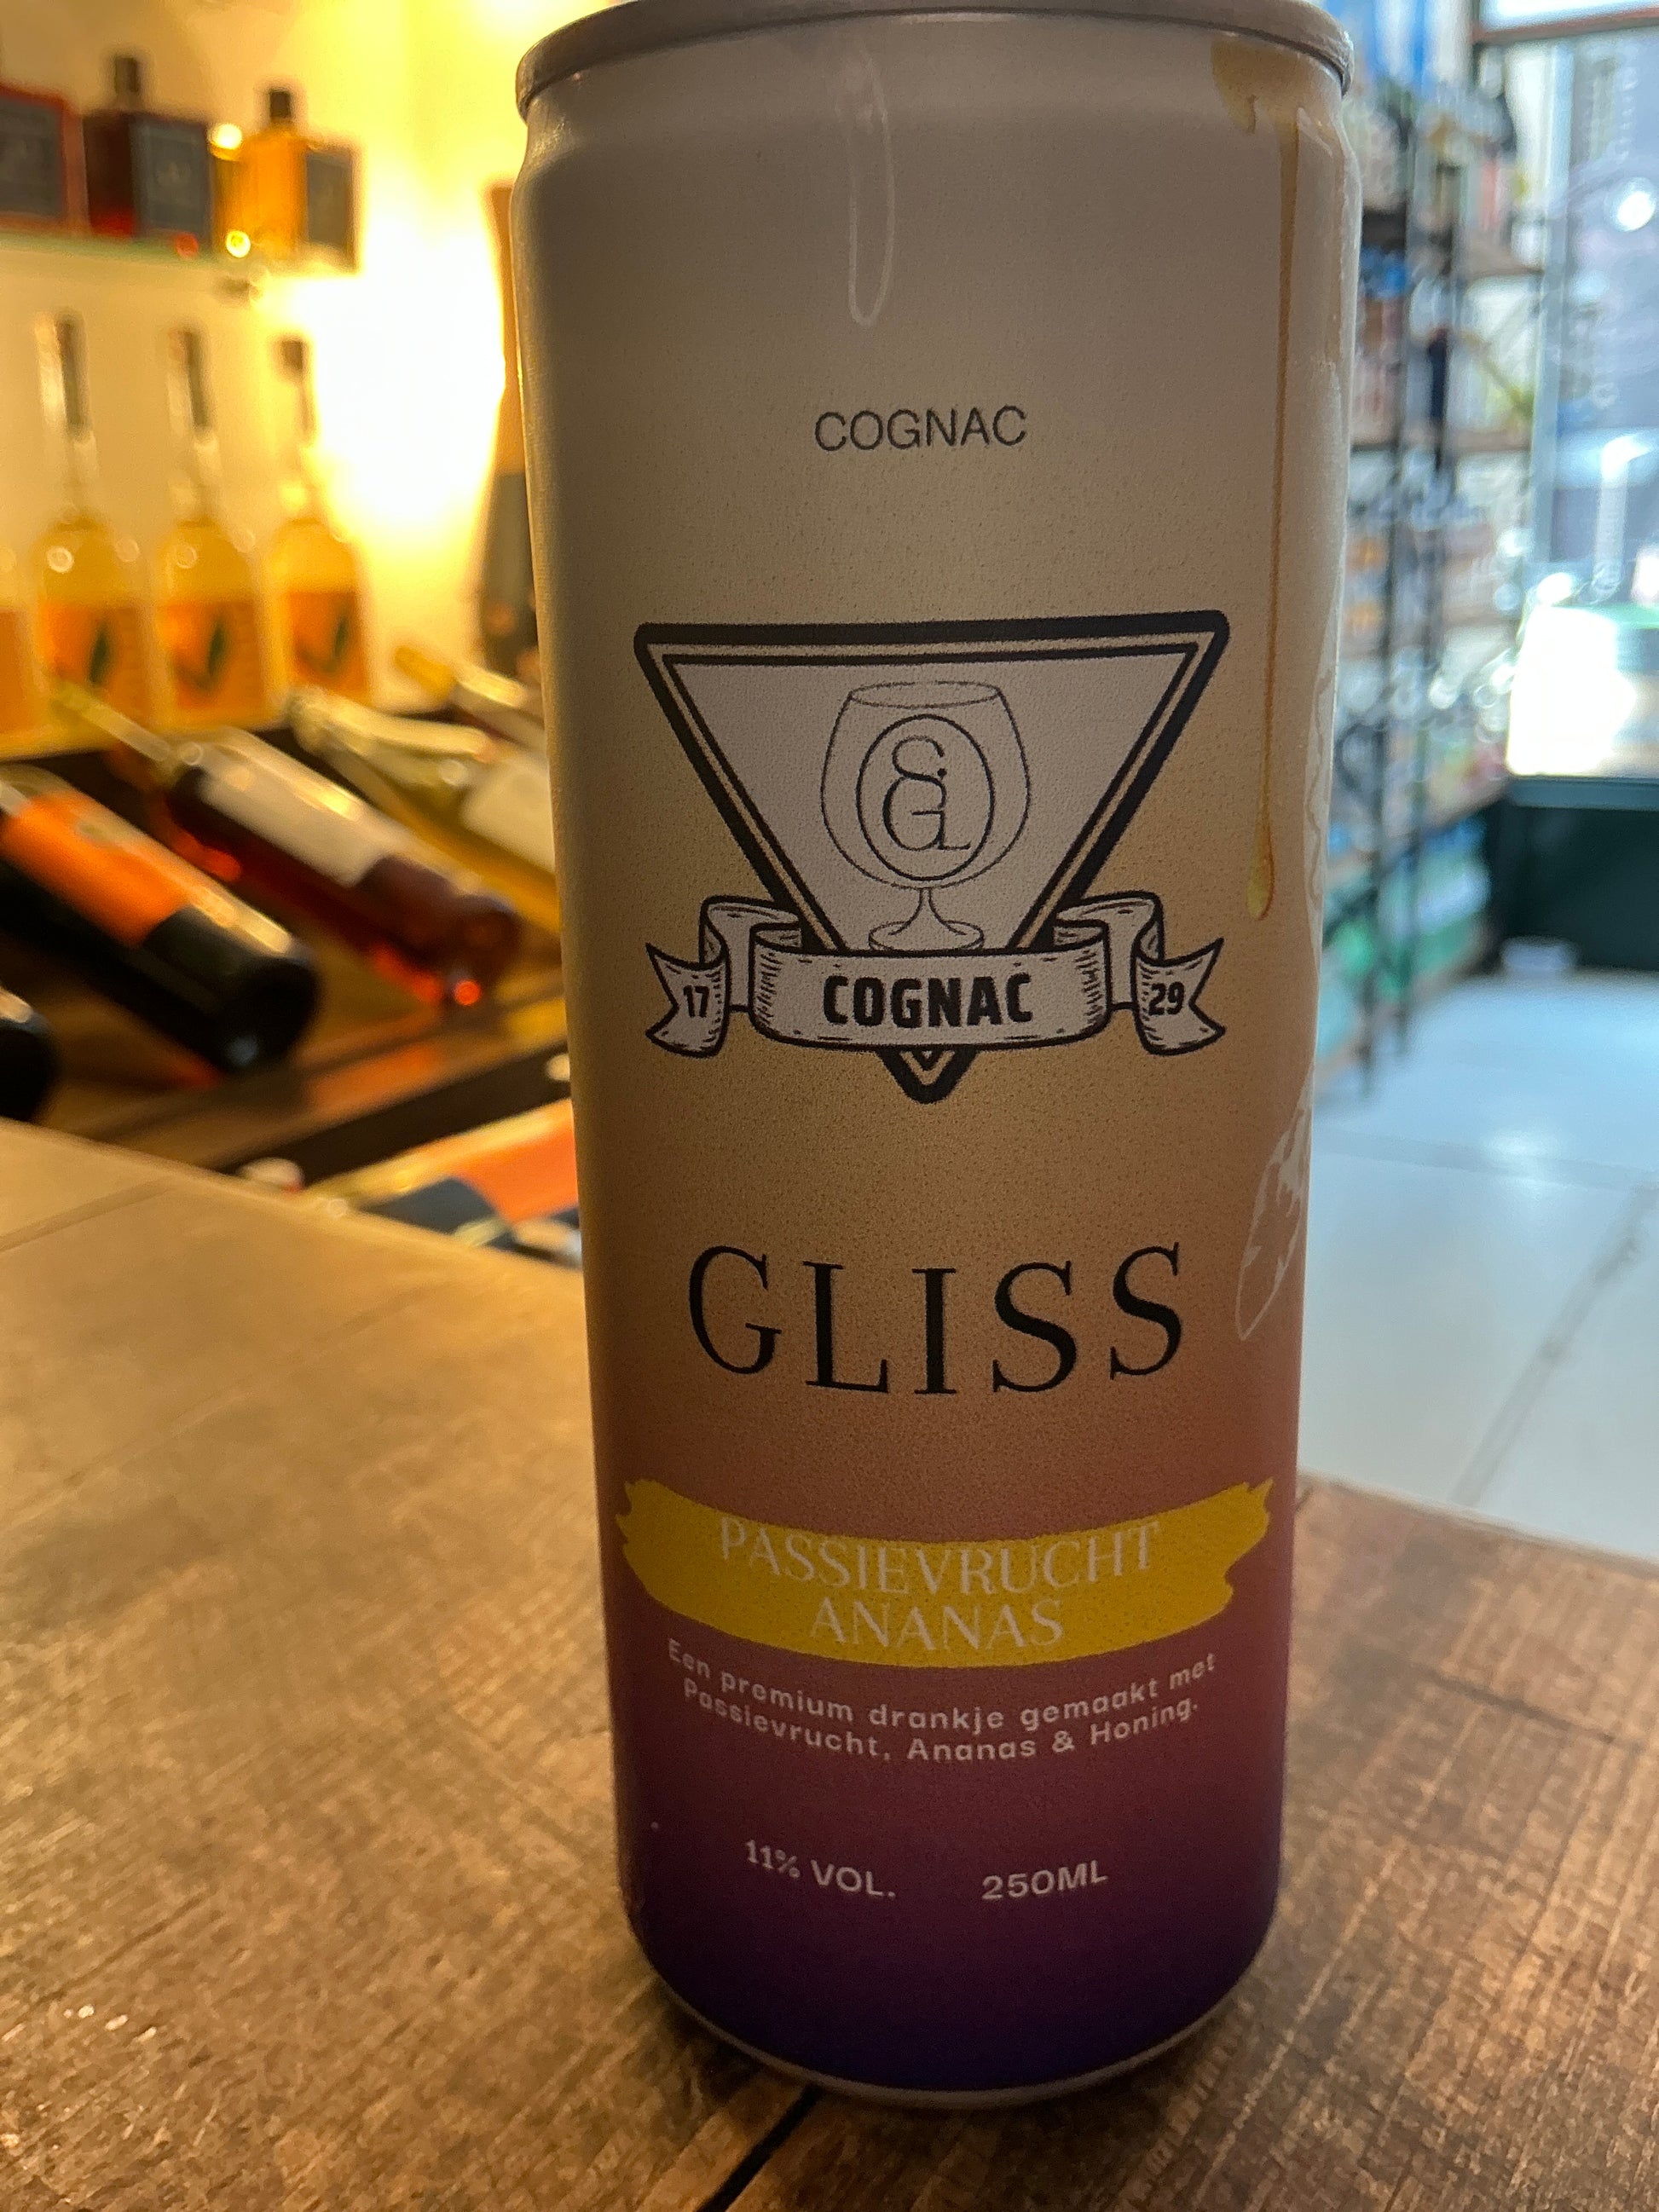 COGNAC
17 COGNAC 29
GLISS
PASSIEVRUCHT
ANANAS
Een premium drankje gemaakt met
Passievrucht, Ananas & Honing.
11% VOL. 250ML